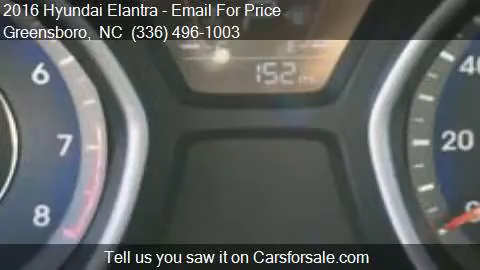 2016 Hyundai Elantra - Email For Price
Greensboro, NC (336) 496-1003
E
152
6
7
8
40
20
Tell us you saw it on Carsforsale.com